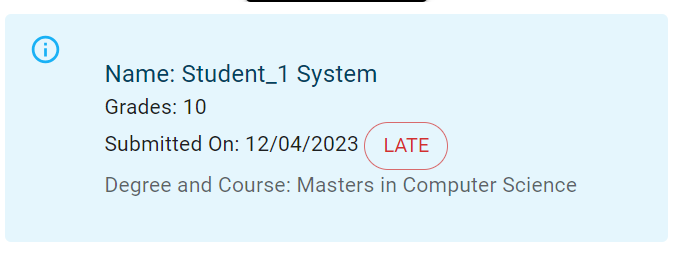 Name: Student_1 System
Grades: 10
Submitted On: 12/04/2023 LATE
Degree and Course: Masters in Computer Science